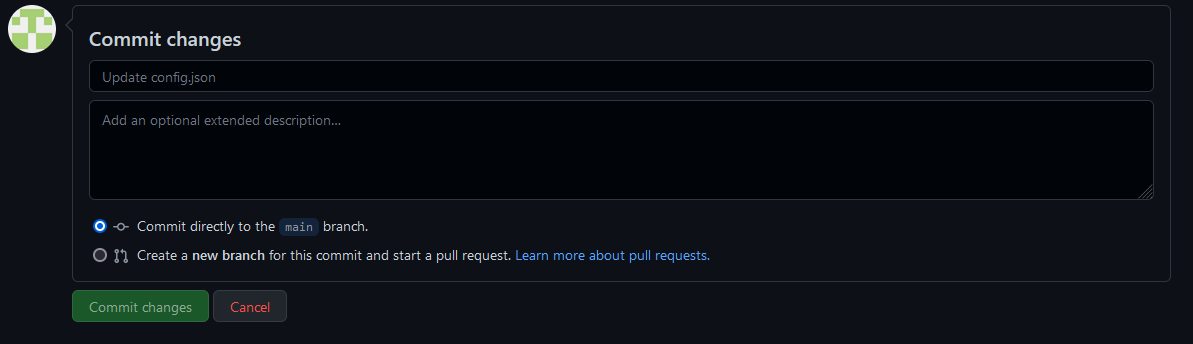 Commit changes
Update config.json
Add an optional extended description...
Commit directly to the main branch.
Create a new branch for this commit and start a pull request. Learn more about pull requests.
Commit changes
Cancel